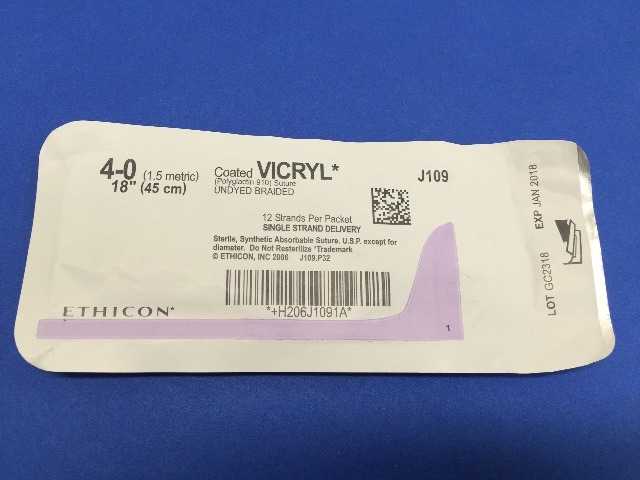 4-0 (1.5 metric)
18" (45 cm)
Coated VICRYL*
(Polyglactin 910) Suture
UNDYED BRAIDED
J109
12 Strands Per Packet
SINGLE STRAND DELIVERY
Sterile, Synthetic Absorbable Suture. U.S.P. except for
diameter. Do Not Resterilize *Trademark
© ETHICON, INC 2006 J109.P32
*+H206J1091A*
ETHICON*
1
LOT GC2318 EXP JAN 2018